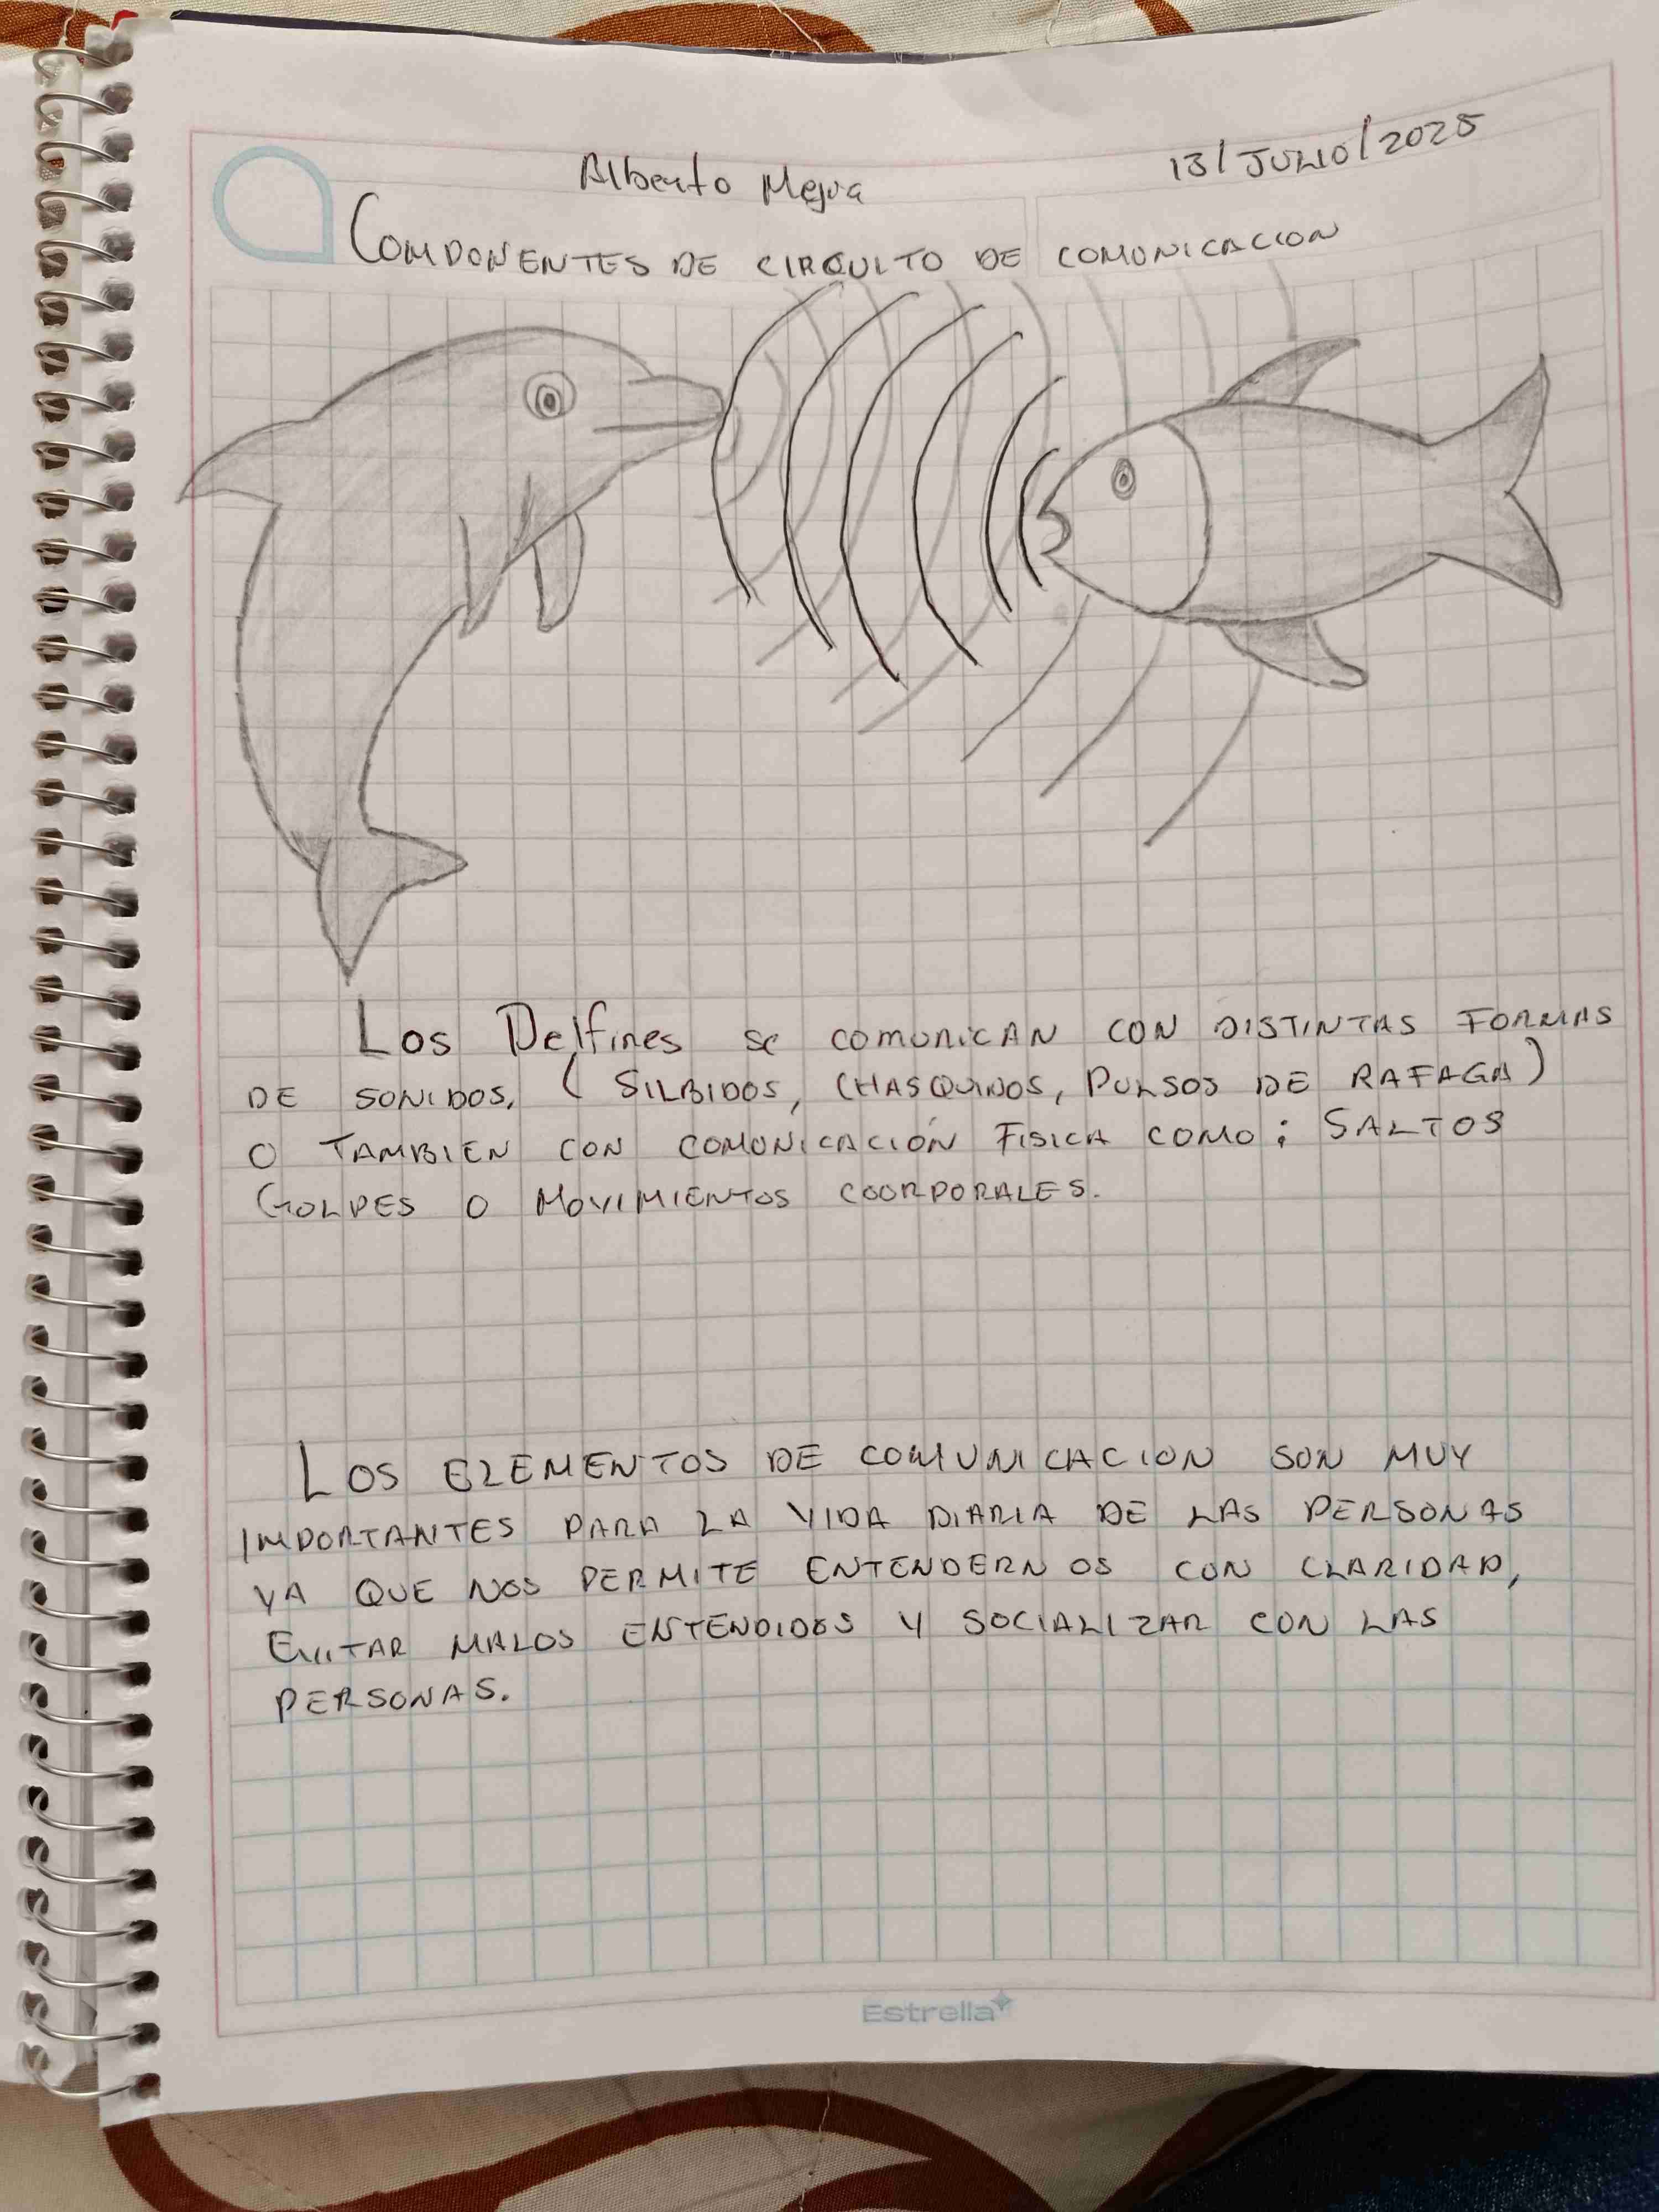 Alberto Mejia
13/JULIO/2025
COMPONENTES DE CIRQUITO DE COMUNICACION
Los Delfines se comunican CON DISTINTAS FORMAS
DE SONIDOS. ( SILBIDOS, CHASQUIDOS, PULSOS DE RAFAGA)
O TAMBIEN CON COMUNICACIÓN FISICA COMO: SALTOS
GOLPES O MOVIMIENTOS COORPORALES.
LOS ELEMENTOS DE COMUNICACION SON MUY
IMPORTANTES PARA LA VIDA DIARIA DE LAS PERSONAS
YA QUE NOS PERMITE ENTENDERNOS CON CLARIDAD,
EVITAR MALOS ENTENDIDOS Y SOCIALIZAR CON LAS
PERSONAS.
Estrella